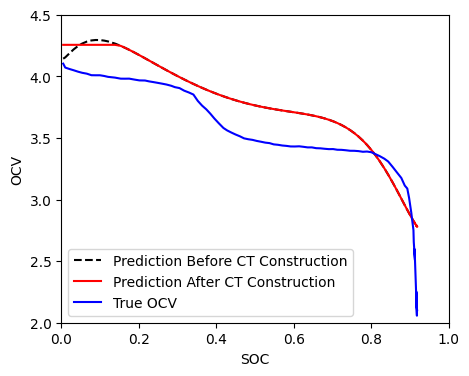 4.5
4.0
3.5
3.0
2.5
2.0
OCV
Prediction Before CT Construction
Prediction After CT Construction
True OCV
0.0 0.2 0.4 0.6 0.8 1.0
SOC